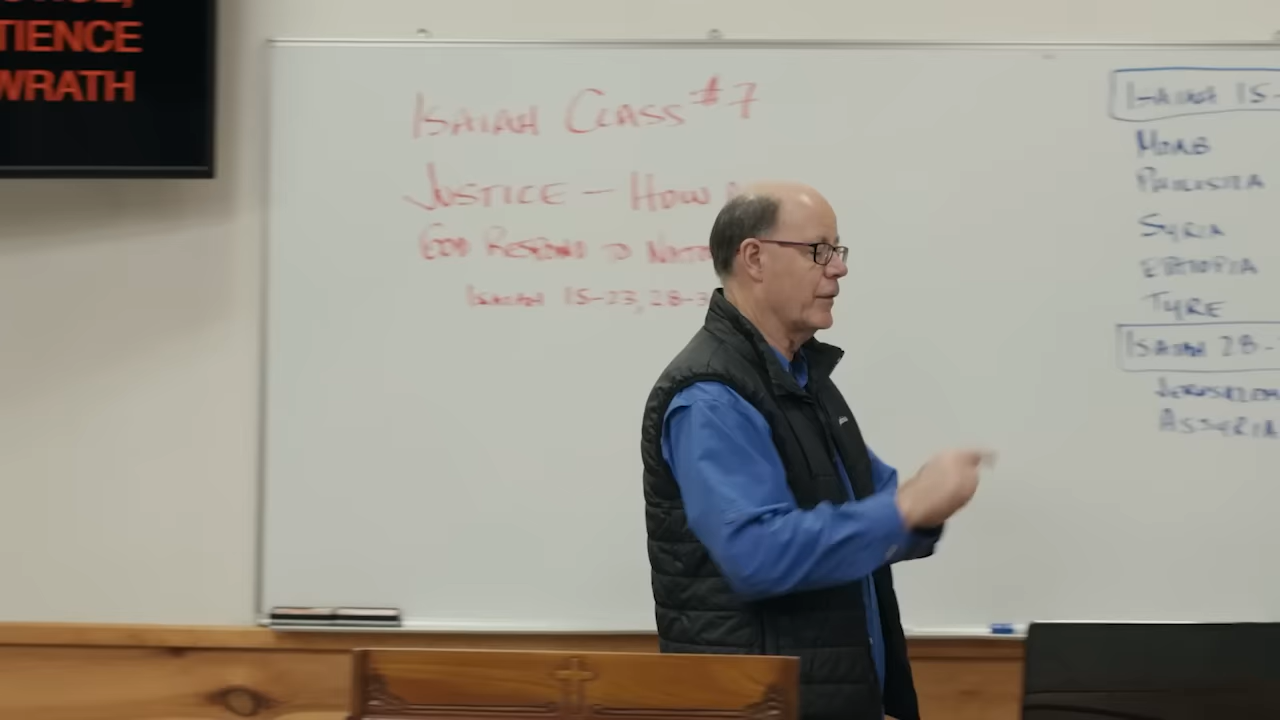 TIENCE
WRATH
ISAIAH CLASS #7
JUSTICE – HOW
GOD RESPOND TO
ISAIAH 15-23, 28-3
ISAIAH 15-
MOAB
PHILISTIA
SYRIA
ETHIOPIA
TYRE
ISAIAH 28-
JERUSALEM
ASSYRIA